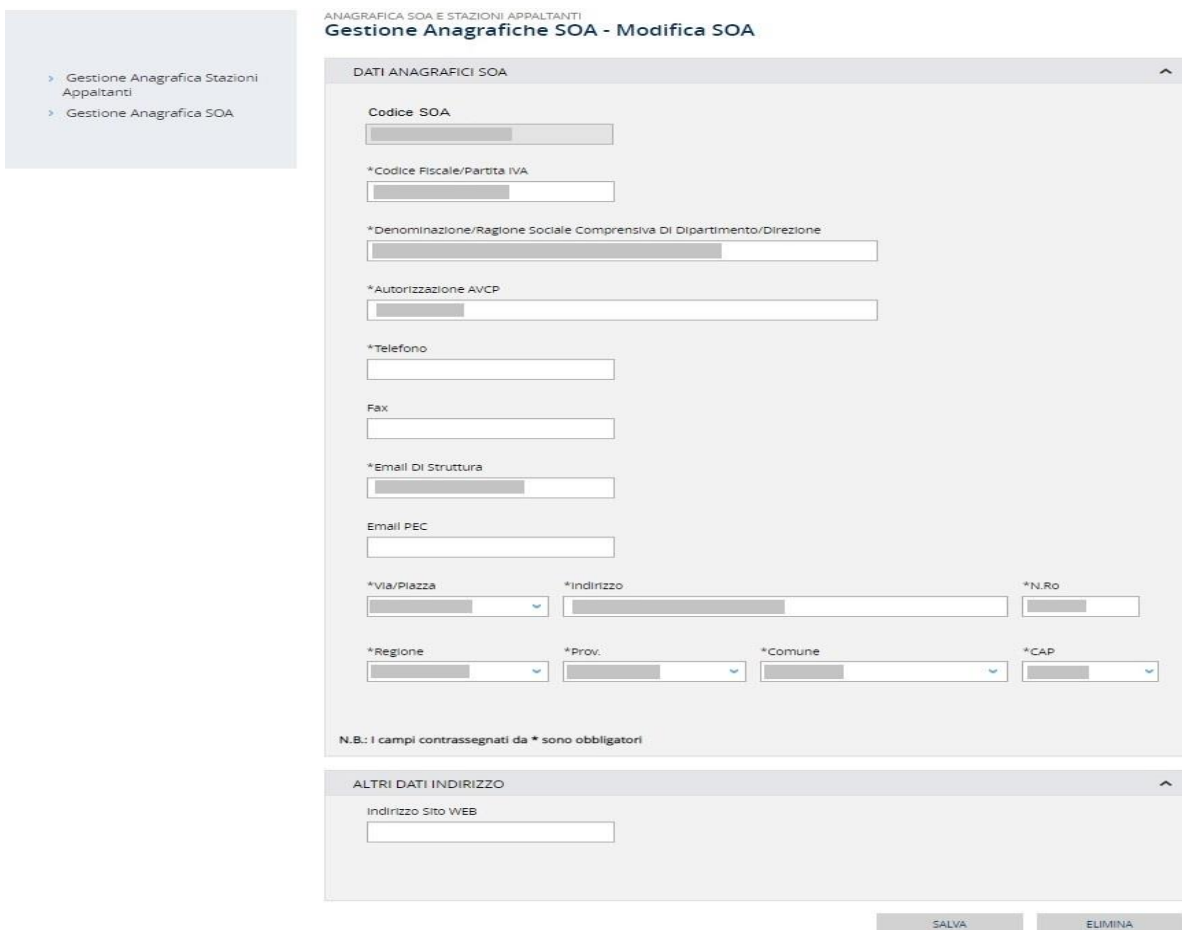 ANAGRAFICA SOA E STAZIONI APPALTANTI
Gestione Anagrafiche SOA - Modifica SOA
Gestione Anagrafica Stazioni
Appaltanti
Gestione Anagrafica SOA
DATI ANAGRAFICI SOA
Codice SOA
*Codice Fiscale/Partita IVA
*Denominazione/Ragione Sociale Comprensiva Di Dipartimento/Direzione
*Autorizzazione AVCP
*Telefono
Fax
*Email Di Struttura
Email PEC
*Via/Piazza *Indirizzo *N.Ro
*Regione *Prov. *Comune *CAP
N.B.: I campi contrassegnati da * sono obbligatori
ALTRI DATI INDIRIZZO
Indirizzo Sito WEB
SALVA ELIMINA